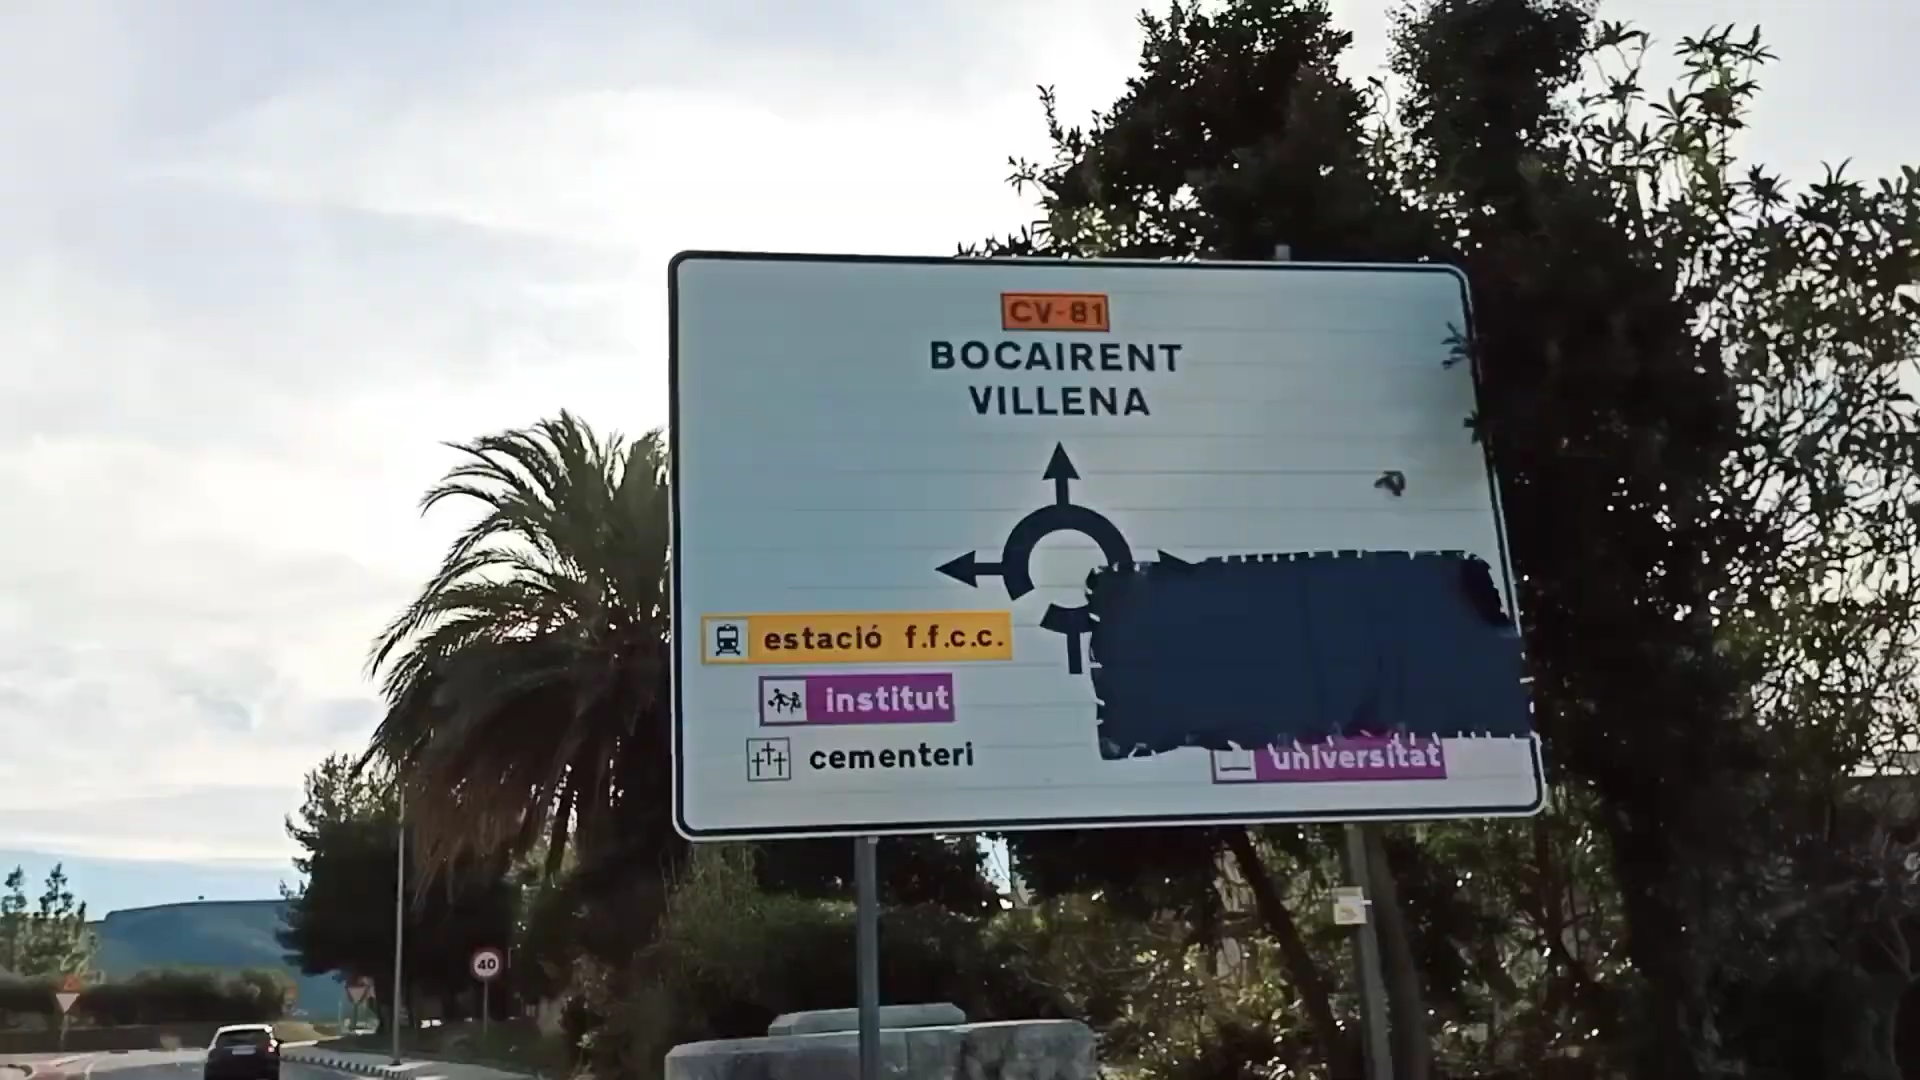 CV-81
BOCAIRENT
VILLENA
estació f.f.c.c.
institut
cementeri
universitat
40